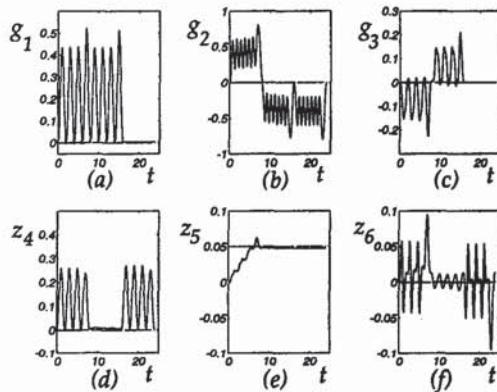 g1 0.5 0.4 0.3 0.2 0.1 0 0 10 20 t (a)
g2 1 0.5 0 -0.5 -1 0 10 20 t (b)
g3 0.3 0.2 0.1 0 -0.1 -0.2 0 10 20 t (c)
z4 0.4 0.3 0.2 0.1 0 -0.1 0 10 20 t (d)
z5 0.1 0.05 0 -0.05 -0.1 0 10 20 t (e)
z6 0.1 0.05 0 -0.05 -0.1 0 10 20 t (f)